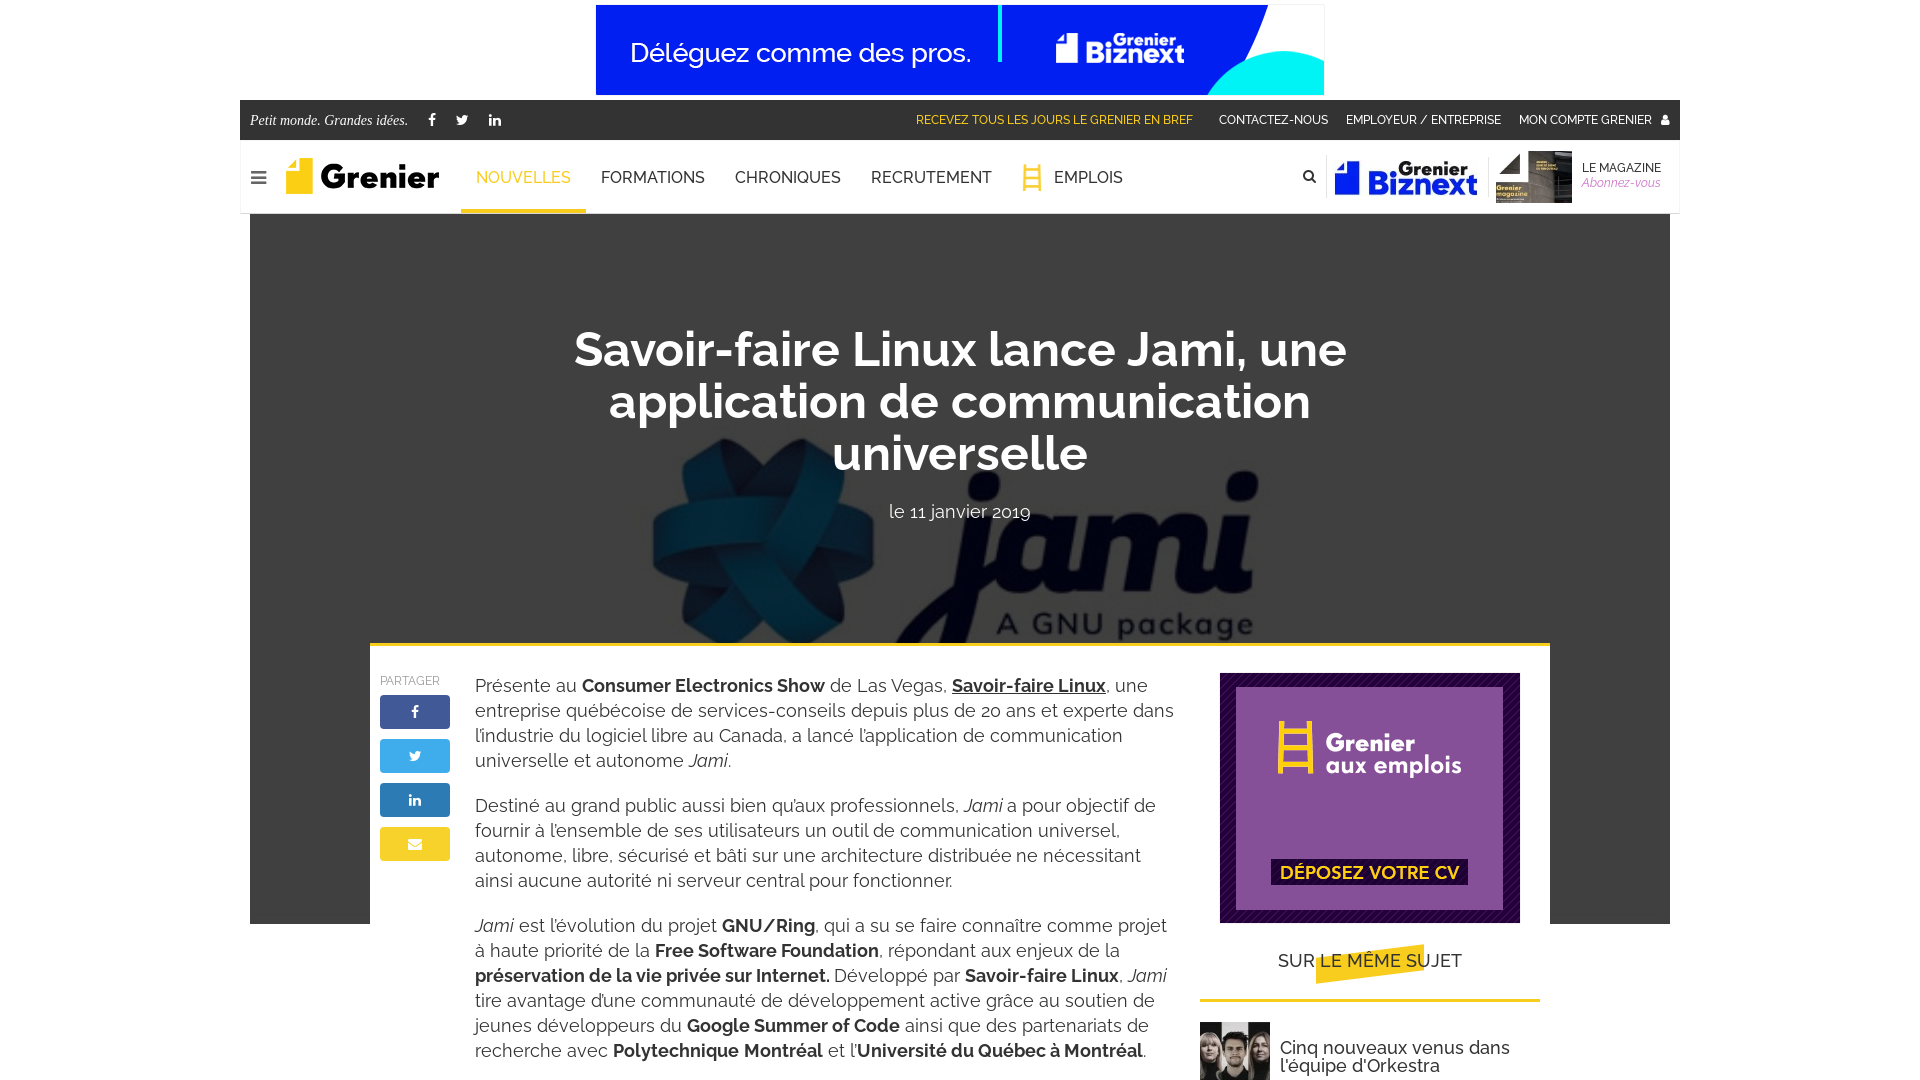 Déléguez comme des pros.
Grenier
Biznext
Petit monde. Grandes idées.
RECEVEZ TOUS LES JOURS LE GRENIER EN BREF
CONTACTEZ-NOUS
EMPLOYEUR / ENTREPRISE
MON COMPTE GRENIER
Grenier
NOUVELLES
FORMATIONS
CHRONIQUES
RECRUTEMENT
EMPLOIS
Grenier
Biznext
Grenier
magazine
LE MAGAZINE
Abonnez-vous
Savoir-faire Linux lance Jami, une
application de communication
universelle
le 11 janvier 2019
jami
A GNU package
PARTAGER
Présente au Consumer Electronics Show de Las Vegas, Savoir-faire Linux, une
entreprise québécoise de services-conseils depuis plus de 20 ans et experte dans
l’industrie du logiciel libre au Canada, a lancé l’application de communication
universelle et autonome Jami.
Destiné au grand public aussi bien qu’aux professionnels, Jami a pour objectif de
fournir à l’ensemble de ses utilisateurs un outil de communication universel,
autonome, libre, sécurisé et bâti sur une architecture distribuée ne nécessitant
ainsi aucune autorité ni serveur central pour fonctionner.
Jami est l’évolution du projet GNU/Ring, qui a su se faire connaître comme projet
à haute priorité de la Free Software Foundation, répondant aux enjeux de la
préservation de la vie privée sur Internet. Développé par Savoir-faire Linux, Jami
tire avantage d’une communauté de développement active grâce au soutien de
jeunes développeurs du Google Summer of Code ainsi que des partenariats de
recherche avec Polytechnique Montréal et l’Université du Québec à Montréal.
Grenier
aux emplois
DÉPOSEZ VOTRE CV
SUR LE MÊME SUJET
Cinq nouveaux venus dans
l'équipe d'Orkestra